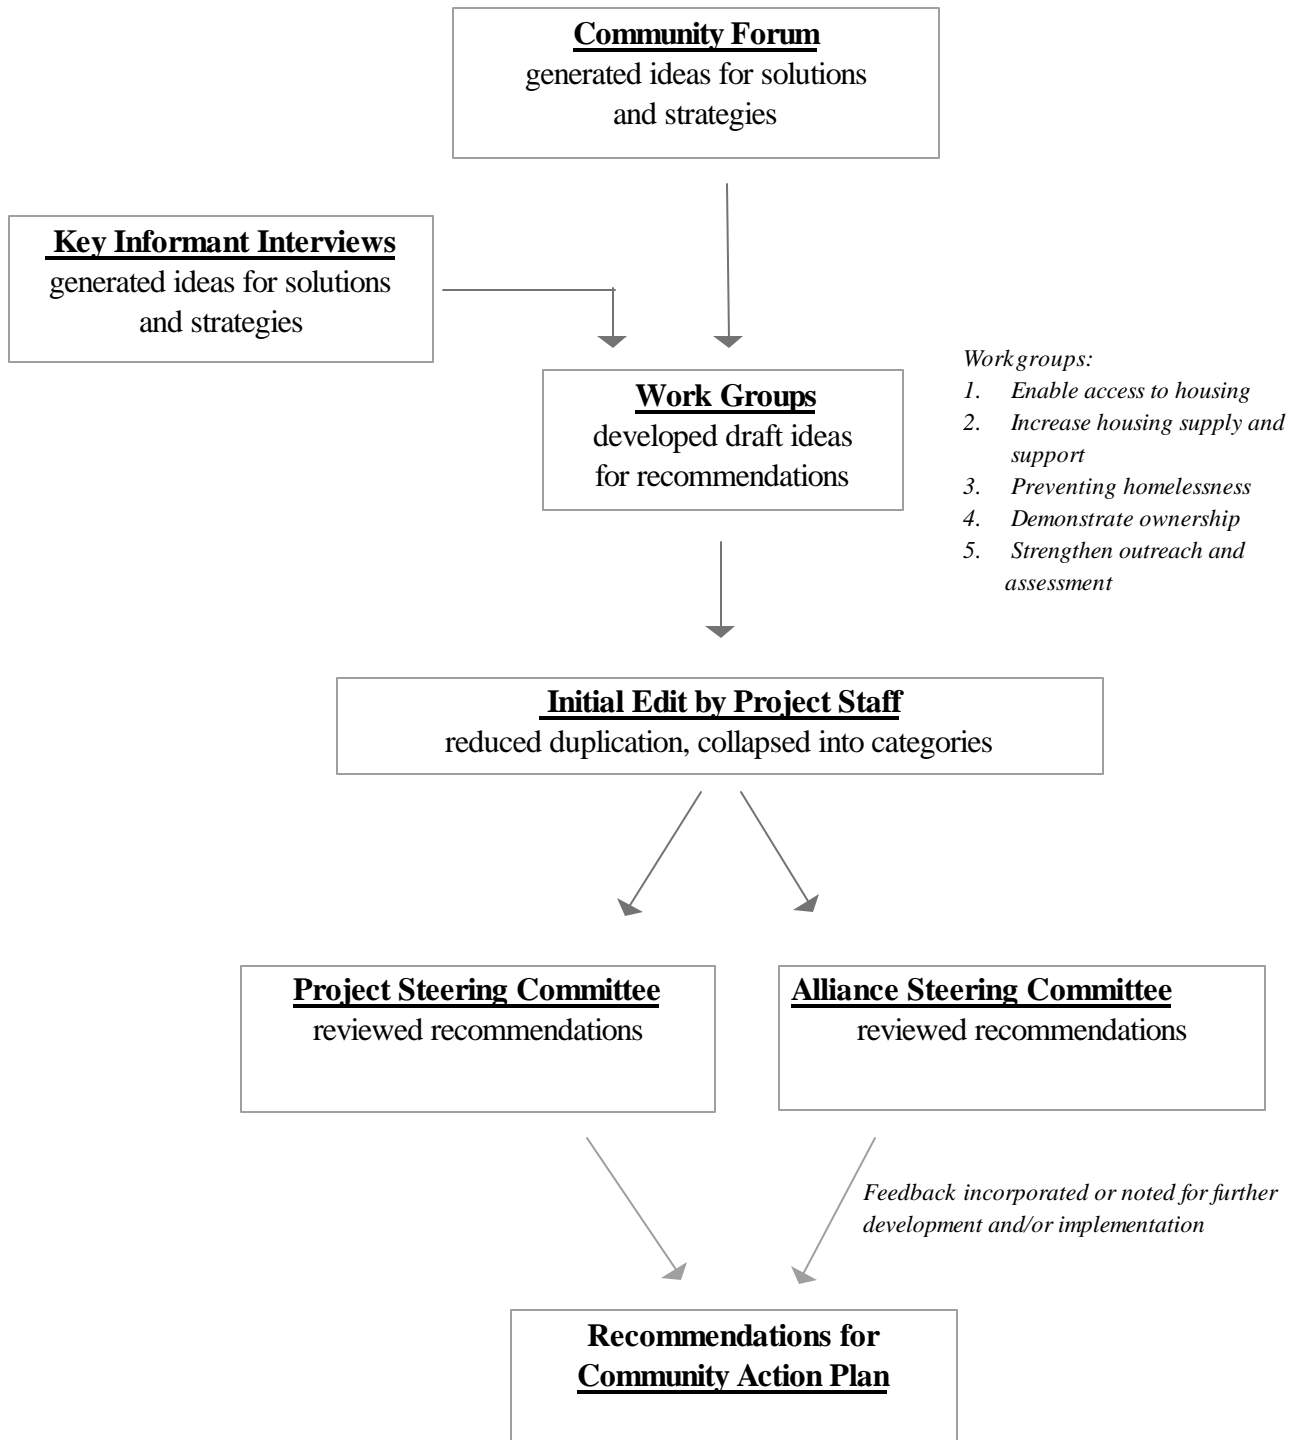 Community Forum
generated ideas for solutions
and strategies
Key Informant Interviews
generated ideas for solutions
and strategies
Work Groups
developed draft ideas
for recommendations
Workgroups:
1. Enable access to housing
2. Increase housing supply and
support
3. Preventing homelessness
4. Demonstrate ownership
5. Strengthen outreach and
assessment
Initial Edit by Project Staff
reduced duplication, collapsed into categories
Project Steering Committee
reviewed recommendations
Alliance Steering Committee
reviewed recommendations
Feedback incorporated or noted for further
development and/or implementation
Recommendations for
Community Action Plan